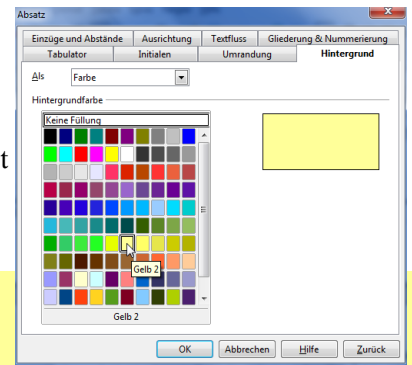 Absatz
Einzüge und Abstände Ausrichtung Textfluss Gliederung & Nummerierung
Tabulator Initialen Umrandung Hintergrund
Als Farbe
Hintergrundfarbe
Keine Füllung
t
Gelb 2
Gelb 2
OK Abbrechen Hilfe Zurück